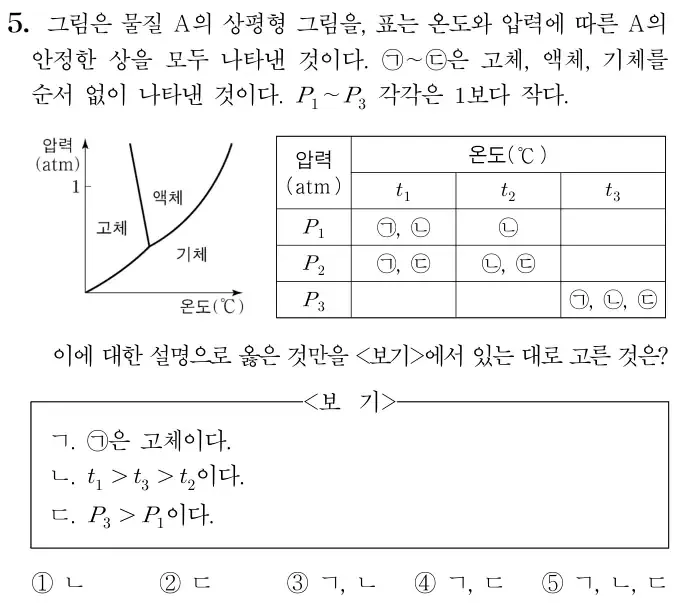 5. 그림은 물질 A의 상평형 그림을, 표는 온도와 압력에 따른 A의
안정한 상을 모두 나타낸 것이다. ㉠~㉢은 고체, 액체, 기체를
순서 없이 나타낸 것이다. P₁~P₃ 각각은 1보다 작다.
압력
(atm)
1
고체
액체
기체
온도(℃)
압력
(atm)
온도(℃)
t₁ t₂ t₃
P₁ ㉠, ㉡ ㉡
P₂ ㉠, ㉢ ㉡, ㉢
P₃ ㉠, ㉡, ㉢
이에 대한 설명으로 옳은 것만을 <보기>에서 있는 대로 고른 것은?
<보 기>
ㄱ. ㉠은 고체이다.
ㄴ. t₁ > t₃ > t₂이다.
ㄷ. P₃ > P₁이다.
① ㄴ ② ㄷ ③ ㄱ, ㄴ ④ ㄱ, ㄷ ⑤ ㄱ, ㄴ, ㄷ